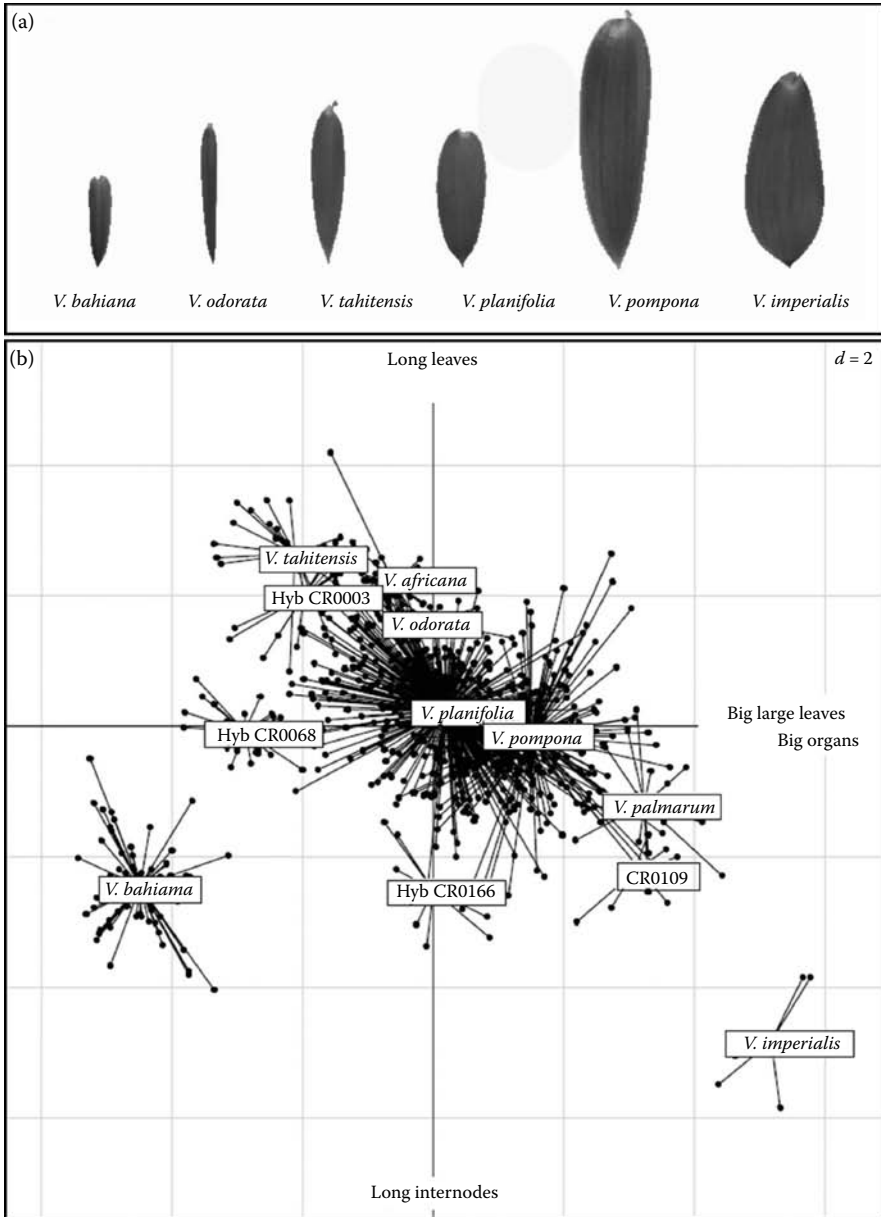 (a)
V. bahiana V. odorata V. tahitensis V. planifolia V. pompona V. imperialis
(b)
Long leaves
d = 2
V. tahitensis
V. africana
Hyb CR0003
V. odorata
V. planifolia
Big large leaves
Hyb CR0068
V. pompona
Big organs
V. palmarum
V. bahiama
Hyb CR0166
CR0109
V. imperialis
Long internodes